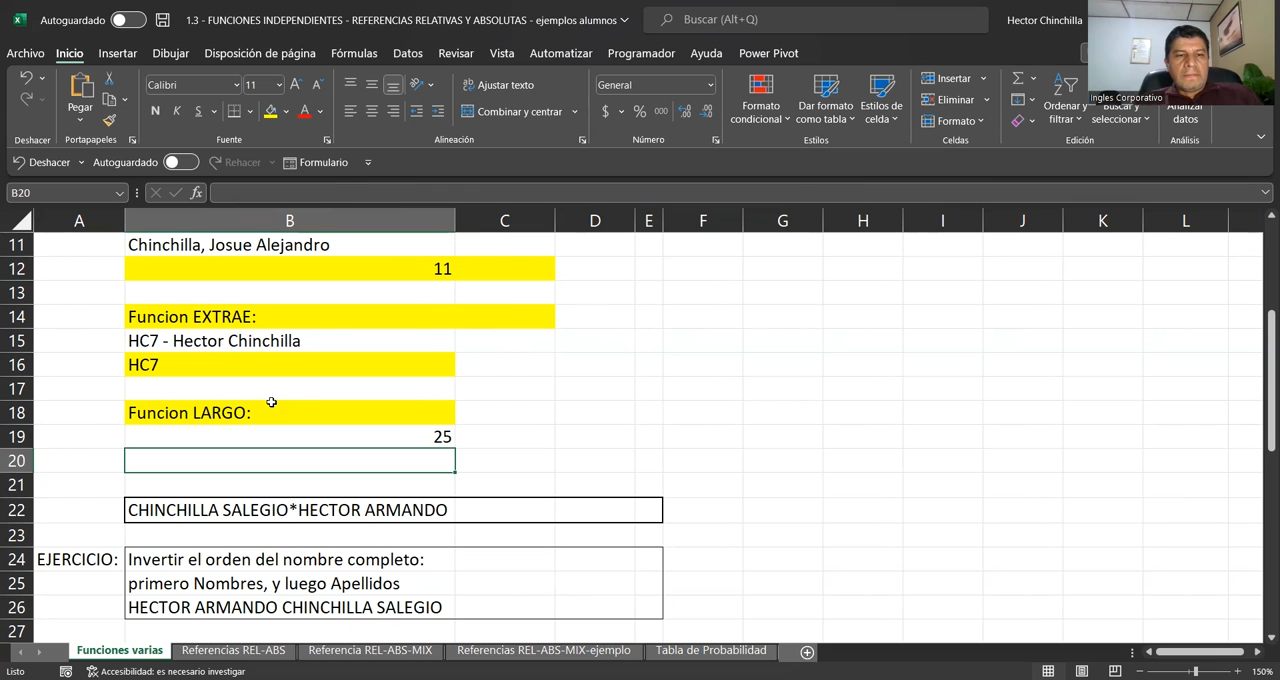 Autoguardado
1.3 - FUNCIONES INDEPENDIENTES - REFERENCIAS RELATIVAS Y ABSOLUTAS - ejemplos alumnos
Buscar (Alt+Q)
Hector Chinchilla
Archivo Inicio Insertar Dibujar Disposición de página Fórmulas Datos Revisar Vista Automatizar Programador Ayuda Power Pivot
Ingles Corporativo
Pegar
Calibri 11
Ajustar texto
General
Formato condicional
Dar formato como tabla
Estilos de celda
Insertar
Eliminar
Formato
Ordenar y filtrar
Buscar y seleccionar
Analizar datos
N K S
Combinar y centrar
$ % 000
Deshacer Portapapeles Fuente Alineación Número Estilos Celdas Edición Análisis
Deshacer Autoguardado Rehacer Formulario
B20 fx
A B C D E F G H I J K L
11 Chinchilla, Josue Alejandro
12 11
13
14 Funcion EXTRAE:
15 HC7 - Hector Chinchilla
16 HC7
17
18 Funcion LARGO:
19 25
20
21
22 CHINCHILLA SALEGIO*HECTOR ARMANDO
23
24 EJERCICIO: Invertir el orden del nombre completo:
25 primero Nombres, y luego Apellidos
26 HECTOR ARMANDO CHINCHILLA SALEGIO
27
Funciones varias Referencias REL-ABS Referencia REL-ABS-MIX Referencias REL-ABS-MIX-ejemplo Tabla de Probabilidad
Listo Accesibilidad: es necesario investigar 150%